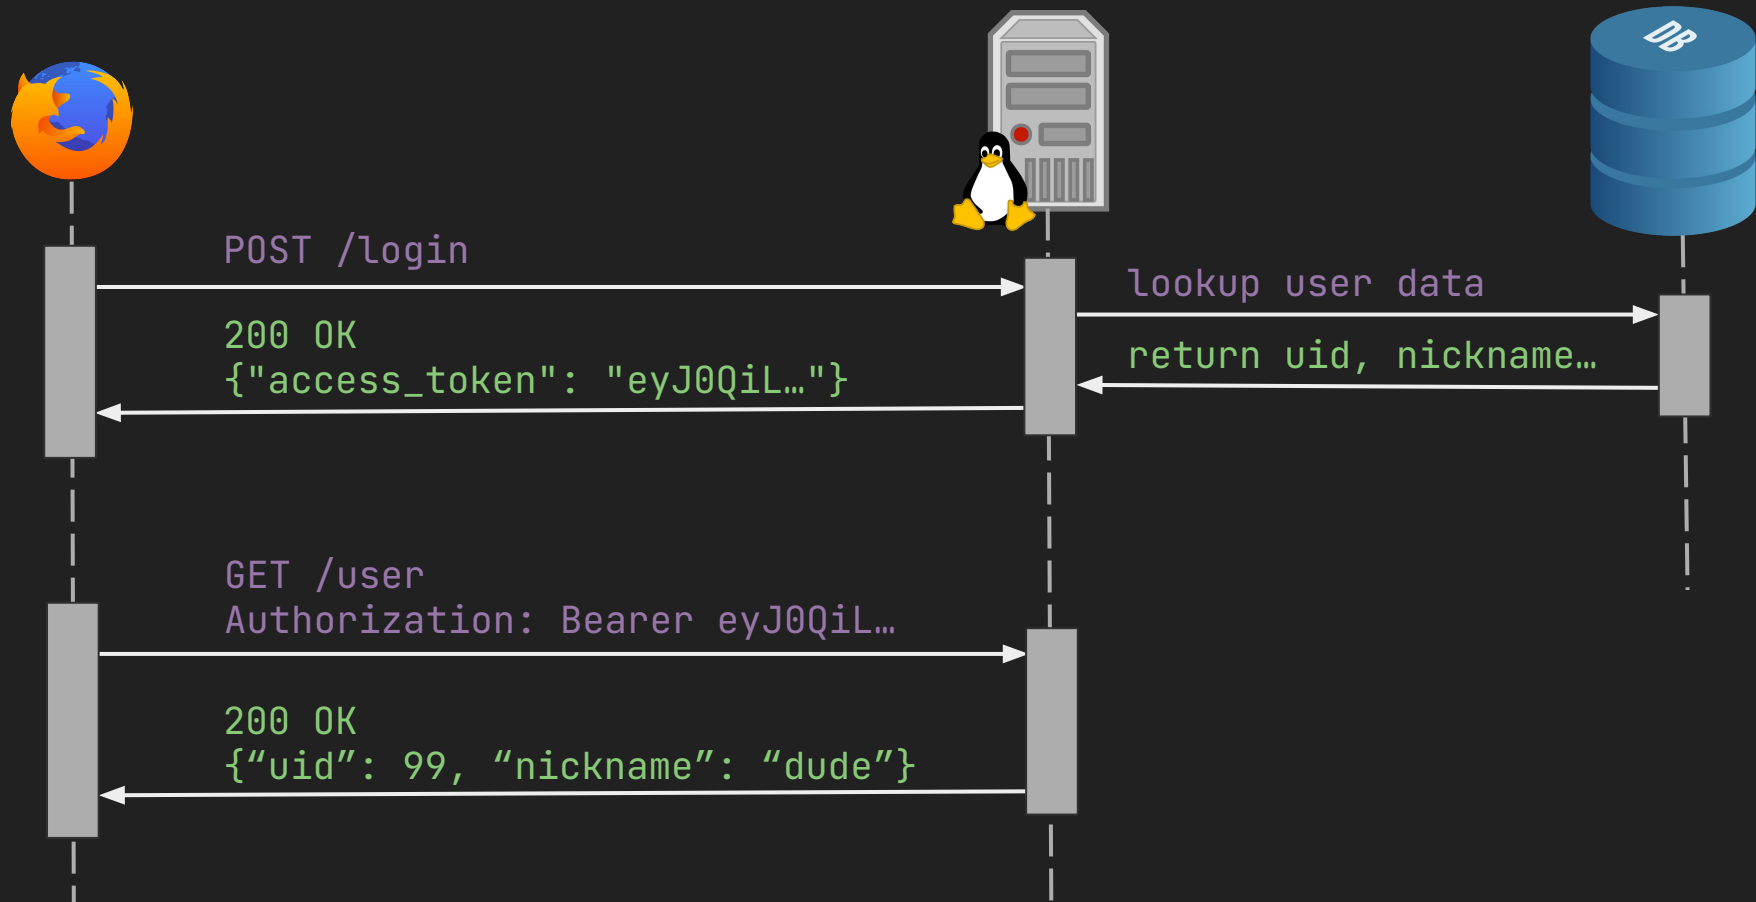 DB
POST /login
lookup user data
200 OK
{"access_token": "eyJ0QiL…"}
return uid, nickname…
GET /user
Authorization: Bearer eyJ0QiL…
200 OK
{“uid”: 99, “nickname”: “dude”}